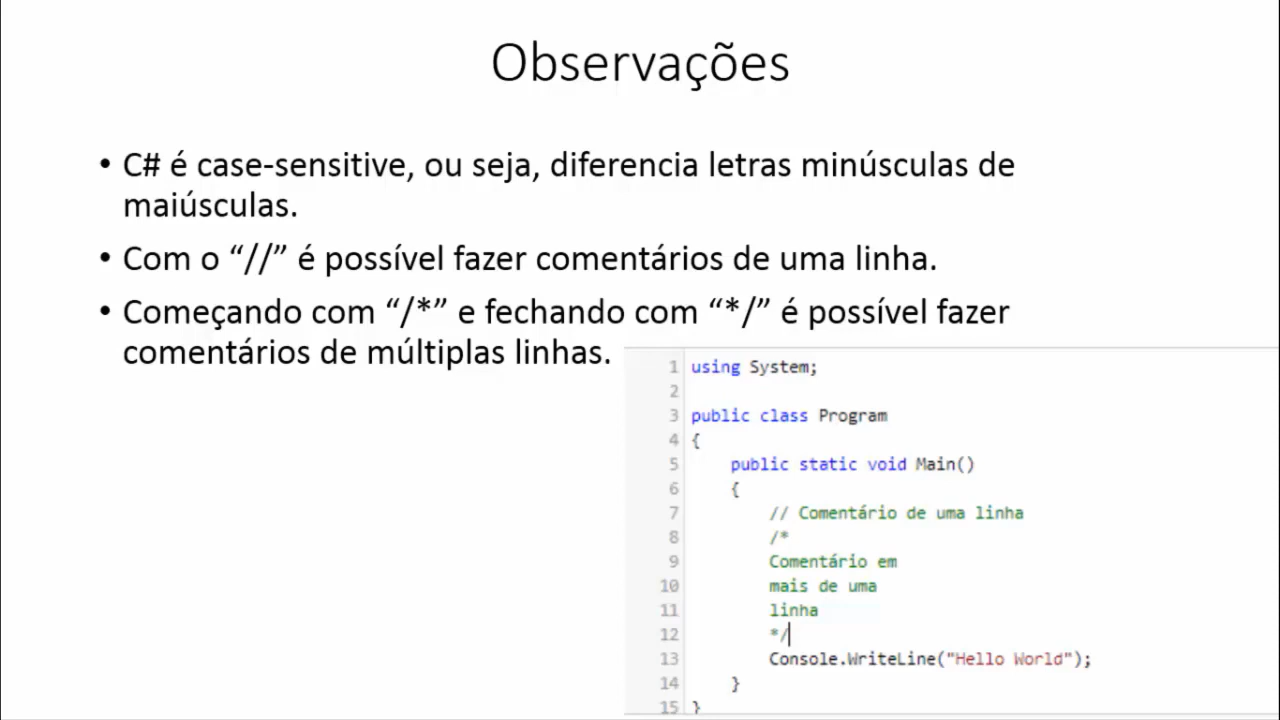 Observações
• C# é case-sensitive, ou seja, diferencia letras minúsculas de
maiúsculas.
• Com o “//” é possível fazer comentários de uma linha.
• Começando com “/*” e fechando com “*/” é possível fazer
comentários de múltiplas linhas.
1 using System;
2
3 public class Program
4 {
5     public static void Main()
6     {
7         // Comentário de uma linha
8         /*
9         Comentário em
10         mais de uma
11         linha
12         */
13         Console.WriteLine("Hello World");
14     }
15 }